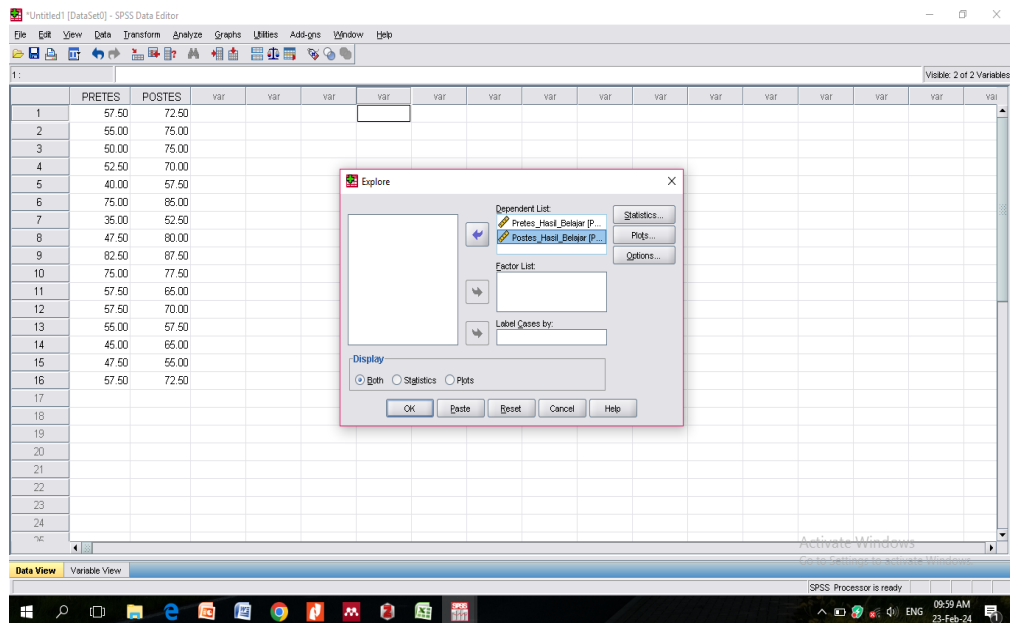 *Untitled1 [DataSet0] - SPSS Data Editor
File Edit View Data Transform Analyze Graphs Utilities Add-ons Window Help
1 : Visible: 2 of 2 Variables
PRETES POSTES var var var var var var var var var var var var var var var
1 57.50 72.50
2 55.00 75.00
3 50.00 75.00
4 52.50 70.00
5 40.00 57.50
6 75.00 85.00
7 35.00 52.50
8 47.50 80.00
9 82.50 87.50
10 75.00 77.50
11 57.50 65.00
12 57.50 70.00
13 55.00 57.50
14 45.00 65.00
15 47.50 55.00
16 57.50 72.50
17
18
19
20
21
22
23
24
25
Explore
Dependent List:
Pretes_Hasil_Belajar [P...
Postes_Hasil_Belajar [P...
Statistics...
Plots...
Options...
Factor List:
Label Cases by:
Display
Both Statistics Plots
OK Paste Reset Cancel Help
Activate Windows
Go to Settings to activate Windows.
Data View Variable View
SPSS Processor is ready
ENG 09:59 AM
23-Feb-24